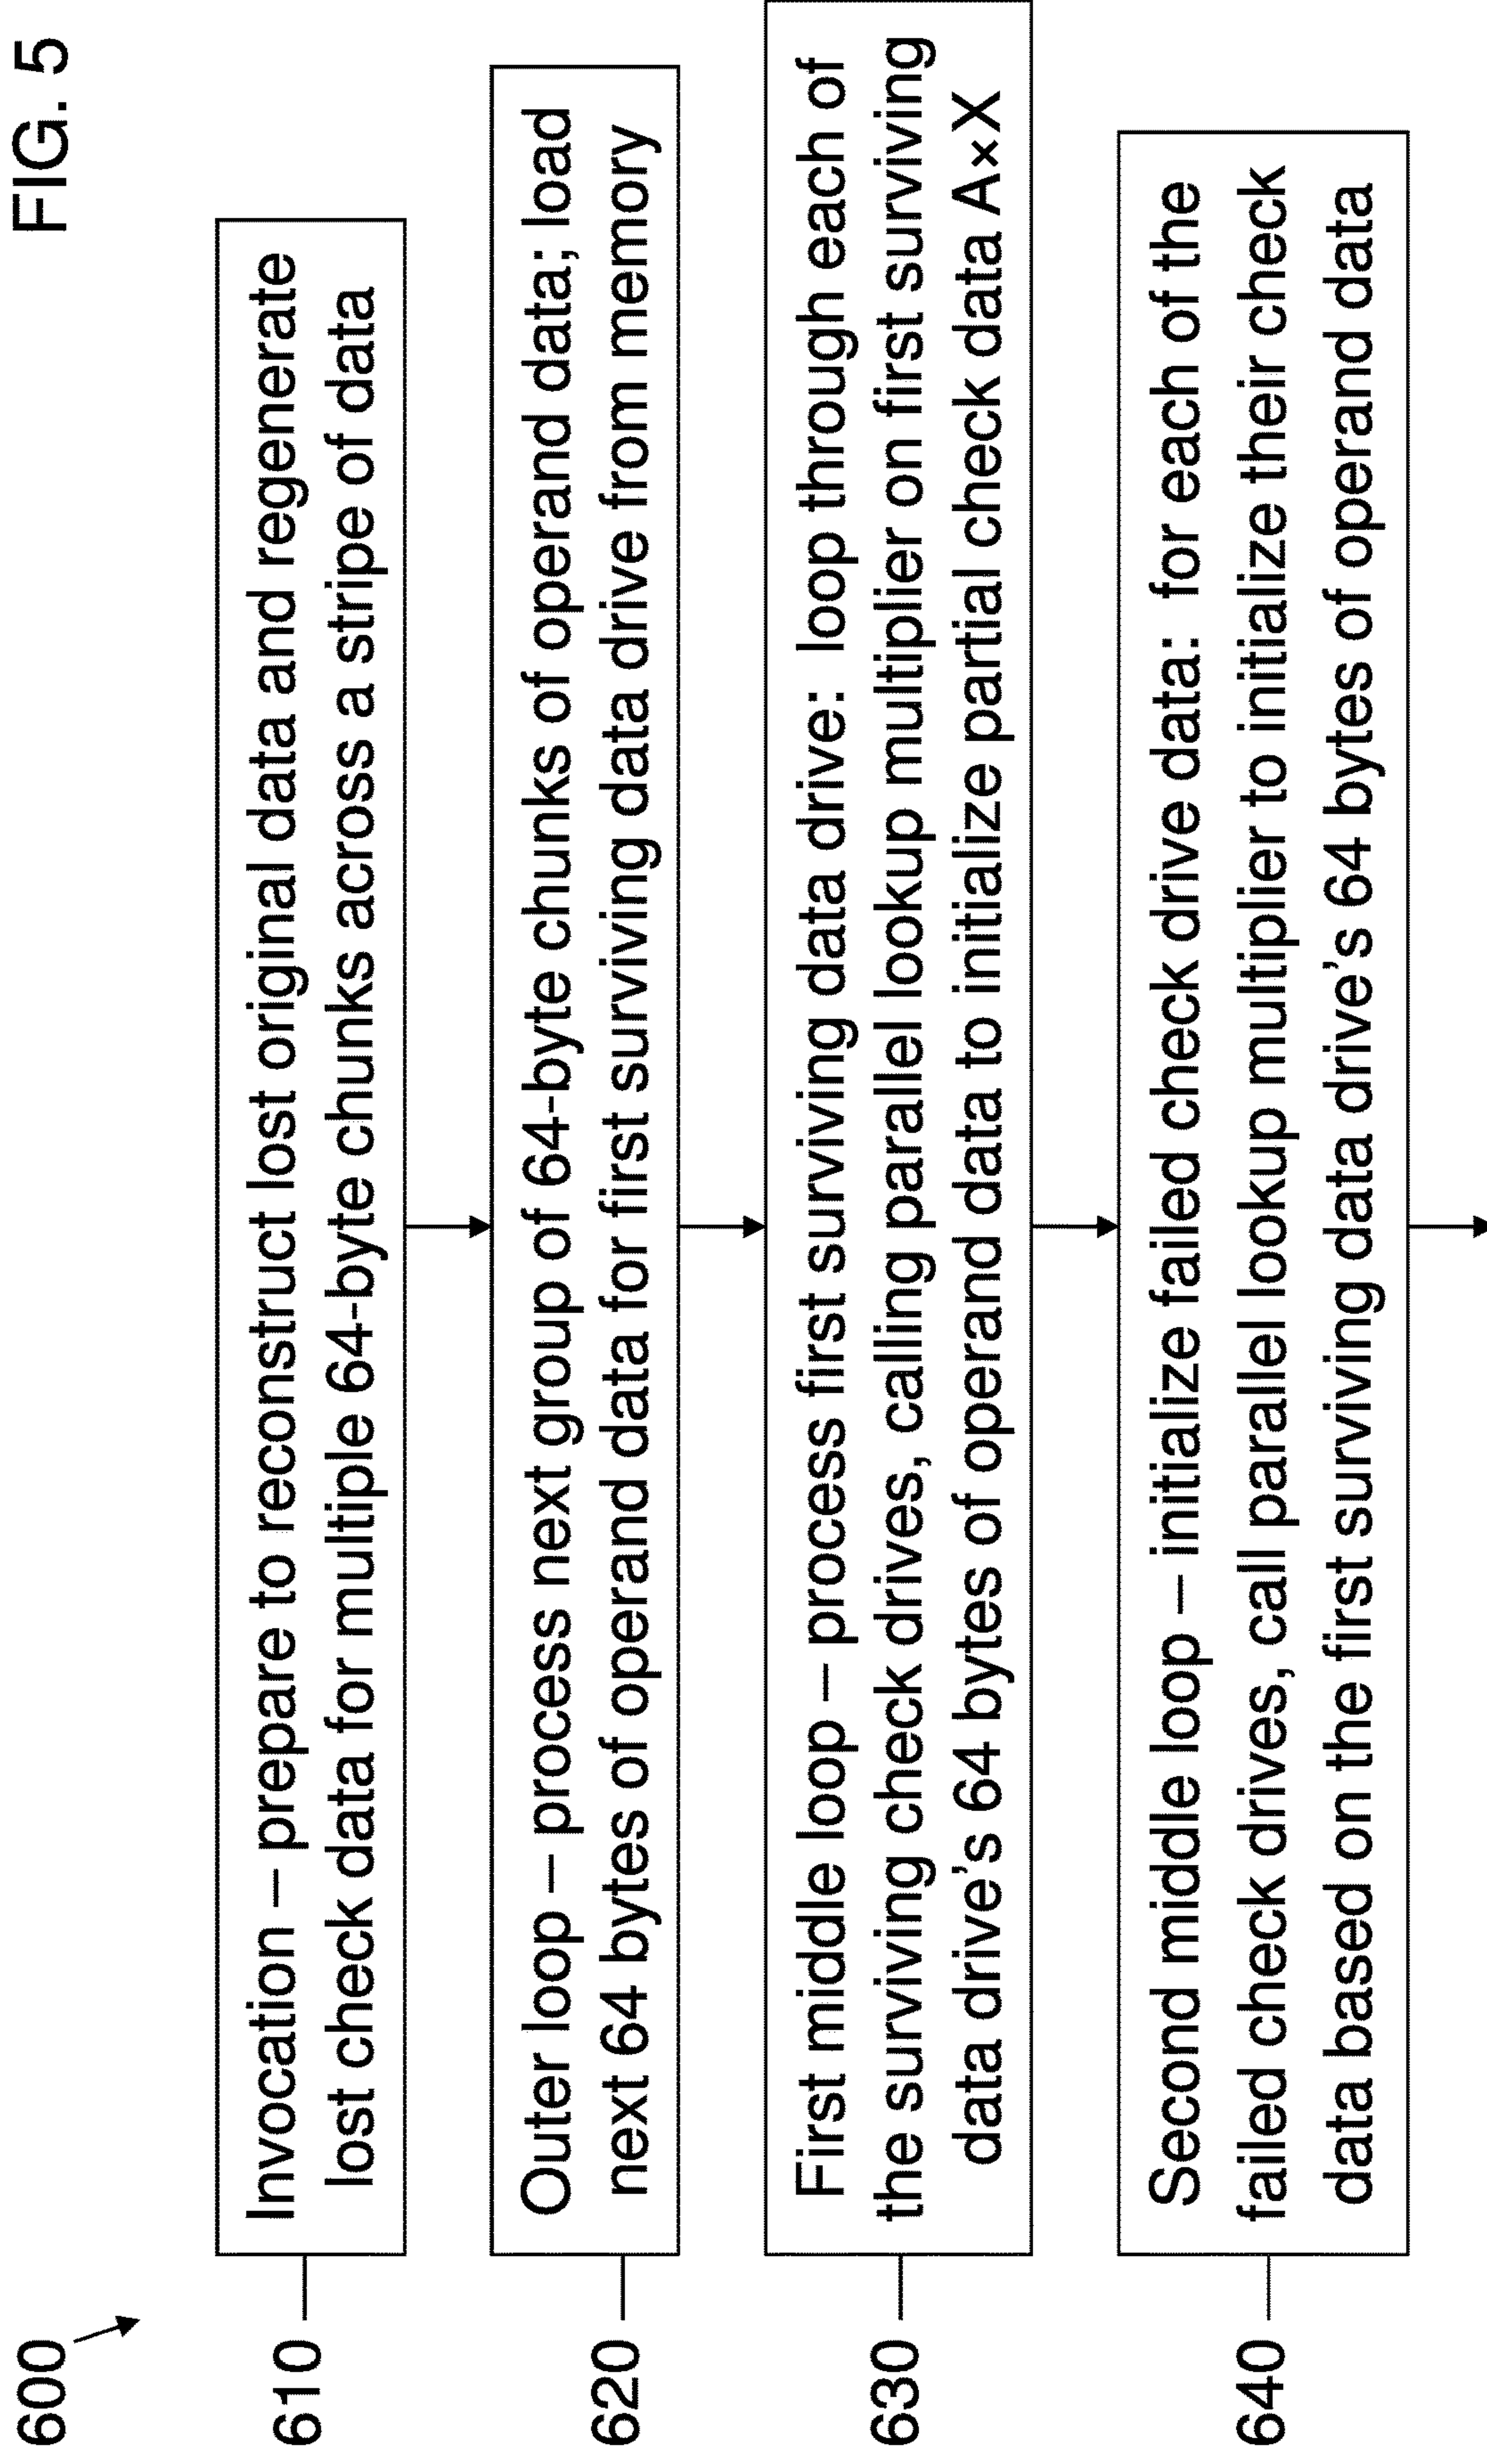 FIG. 5
600
610
Invocation – prepare to reconstruct lost original data and regenerate
lost check data for multiple 64-byte chunks across a stripe of data
620
Outer loop – process next group of 64-byte chunks of operand data; load
next 64 bytes of operand data for first surviving data drive from memory
630
First middle loop – process first surviving data drive: loop through each of
the surviving check drives, calling parallel lookup multiplier on first surviving
data drive’s 64 bytes of operand data to initialize partial check data A×X
640
Second middle loop – initialize failed check drive data: for each of the
failed check drives, call parallel lookup multiplier to initialize their check
data based on the first surviving data drive’s 64 bytes of operand data